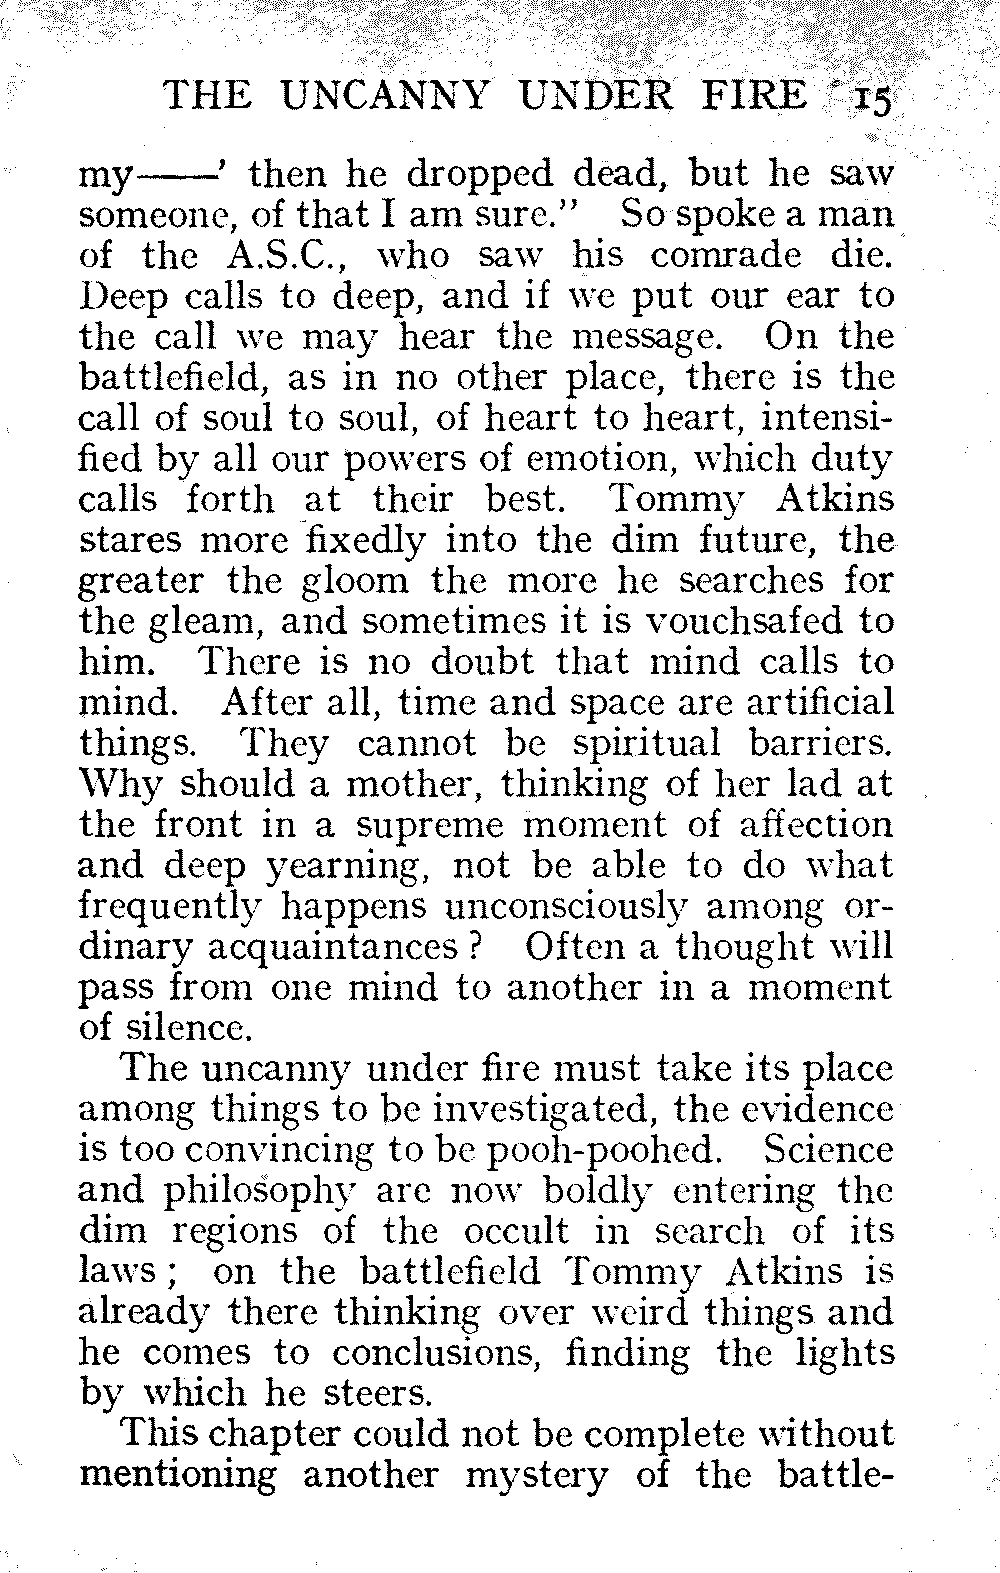 THE UNCANNY UNDER FIRE 15
my——’ then he dropped dead, but he saw
someone, of that I am sure.” So spoke a man
of the A.S.C., who saw his comrade die.
Deep calls to deep, and if we put our ear to
the call we may hear the message. On the
battlefield, as in no other place, there is the
call of soul to soul, of heart to heart, intensi-
fied by all our powers of emotion, which duty
calls forth at their best. Tommy Atkins
stares more fixedly into the dim future, the
greater the gloom the more he searches for
the gleam, and sometimes it is vouchsafed to
him. There is no doubt that mind calls to
mind. After all, time and space are artificial
things. They cannot be spiritual barriers.
Why should a mother, thinking of her lad at
the front in a supreme moment of affection
and deep yearning, not be able to do what
frequently happens unconsciously among or-
dinary acquaintances ? Often a thought will
pass from one mind to another in a moment
of silence.
The uncanny under fire must take its place
among things to be investigated, the evidence
is too convincing to be pooh-poohed. Science
and philosophy are now boldly entering the
dim regions of the occult in search of its
laws ; on the battlefield Tommy Atkins is
already there thinking over weird things and
he comes to conclusions, finding the lights
by which he steers.
This chapter could not be complete without
mentioning another mystery of the battle-